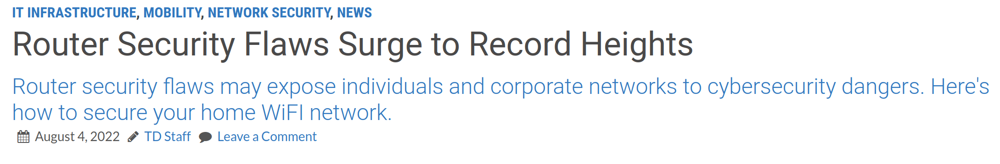 IT INFRASTRUCTURE, MOBILITY, NETWORK SECURITY, NEWS
Router Security Flaws Surge to Record Heights
Router security flaws may expose individuals and corporate networks to cybersecurity dangers. Here's
how to secure your home WiFI network.
August 4, 2022 TD Staff Leave a Comment